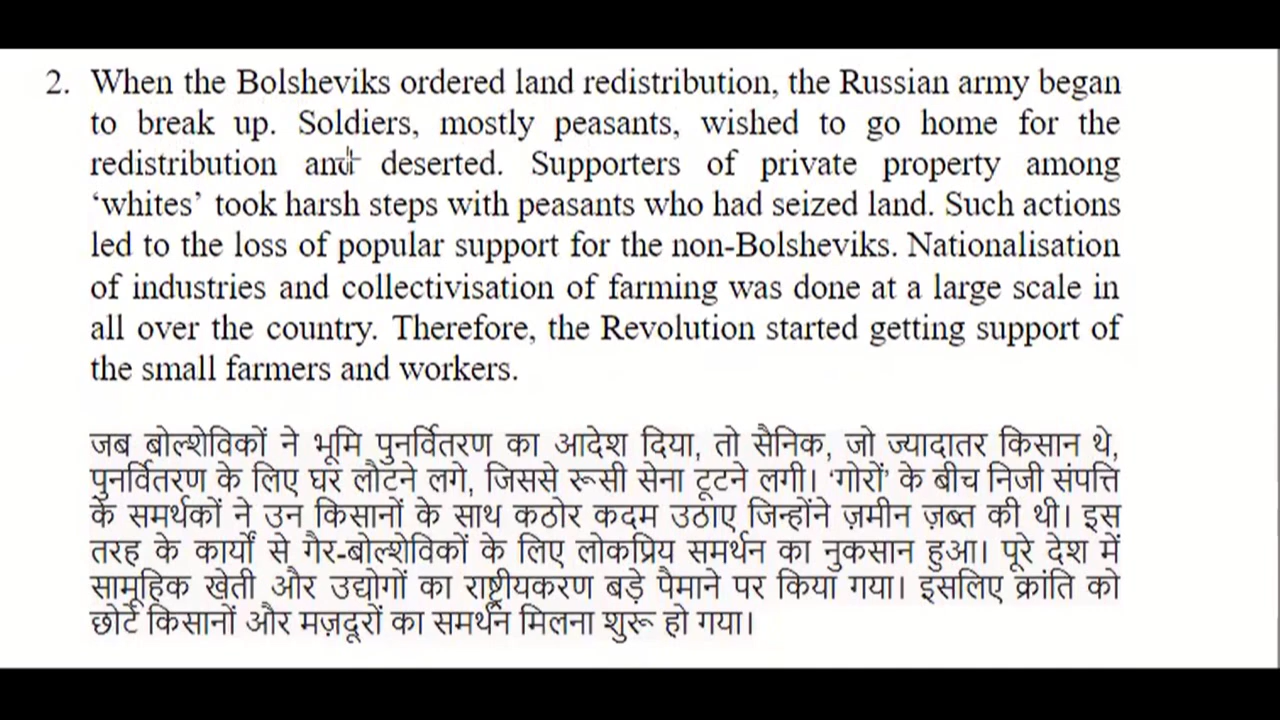 2. When the Bolsheviks ordered land redistribution, the Russian army began
to break up. Soldiers, mostly peasants, wished to go home for the
redistribution and deserted. Supporters of private property among
‘whites’ took harsh steps with peasants who had seized land. Such actions
led to the loss of popular support for the non-Bolsheviks. Nationalisation
of industries and collectivisation of farming was done at a large scale in
all over the country. Therefore, the Revolution started getting support of
the small farmers and workers.
जब बोल्शेविकों ने भूमि पुनर्वितरण का आदेश दिया, तो सैनिक, जो ज्यादातर किसान थे,
पुनर्वितरण के लिए घर लौटने लगे, जिससे रूसी सेना टूटने लगी। ‘गोरों’ के बीच निजी संपत्ति
के समर्थकों ने उन किसानों के साथ कठोर कदम उठाए जिन्होंने ज़मीन ज़ब्त की थी। इस
तरह के कार्यों से गैर-बोल्शेविकों के लिए लोकप्रिय समर्थन का नुकसान हुआ। पूरे देश में
सामूहिक खेती और उद्योगों का राष्ट्रीयकरण बड़े पैमाने पर किया गया। इसलिए क्रांति को
छोटे किसानों और मज़दूरों का समर्थन मिलना शुरू हो गया।